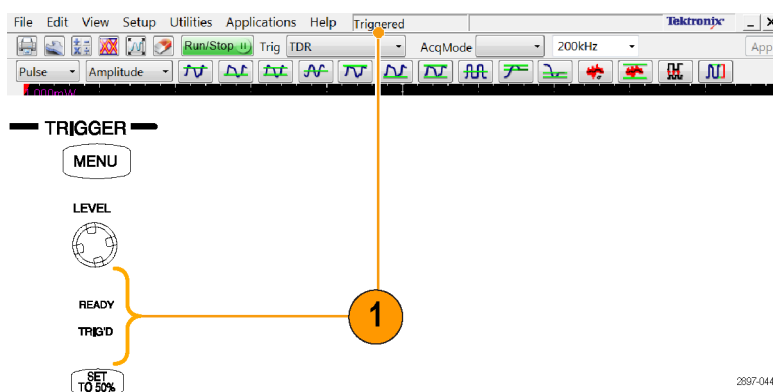 File Edit View Setup Utilities Applications Help Triggered Tektronix
Run/Stop Trig TDR AcqMode 200kHz App
Pulse Amplitude
TRIGGER
MENU
LEVEL
1
READY
TRIG'D
SET
TO 50%
2897-044